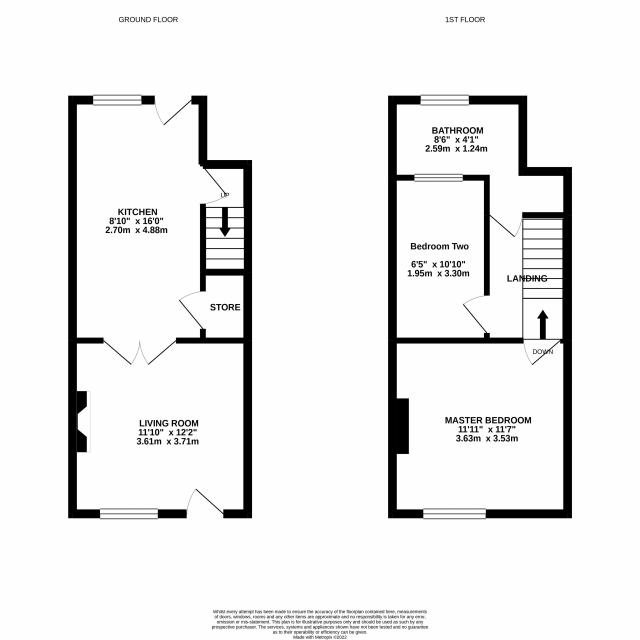 GROUND FLOOR
1ST FLOOR
KITCHEN
8'10" x 16'0"
2.70m x 4.88m
UP
STORE
LIVING ROOM
11'10" x 12'2"
3.61m x 3.71m
BATHROOM
8'6" x 4'1"
2.59m x 1.24m
Bedroom Two
6'5" x 10'10"
1.95m x 3.30m
LANDING
DOWN
MASTER BEDROOM
11'11" x 11'7"
3.63m x 3.53m
Whilst every attempt has been made to ensure the accuracy of the floorplan contained here, measurements
of doors, windows, rooms and any other items are approximate and no responsibility is taken for any error,
omission or mis-statement. This plan is for illustrative purposes only and should be used as such by any
prospective purchaser. The services, systems and appliances shown have not been tested and no guarantee
as to their operability or efficiency can be given.
Made with Metropix ©2022